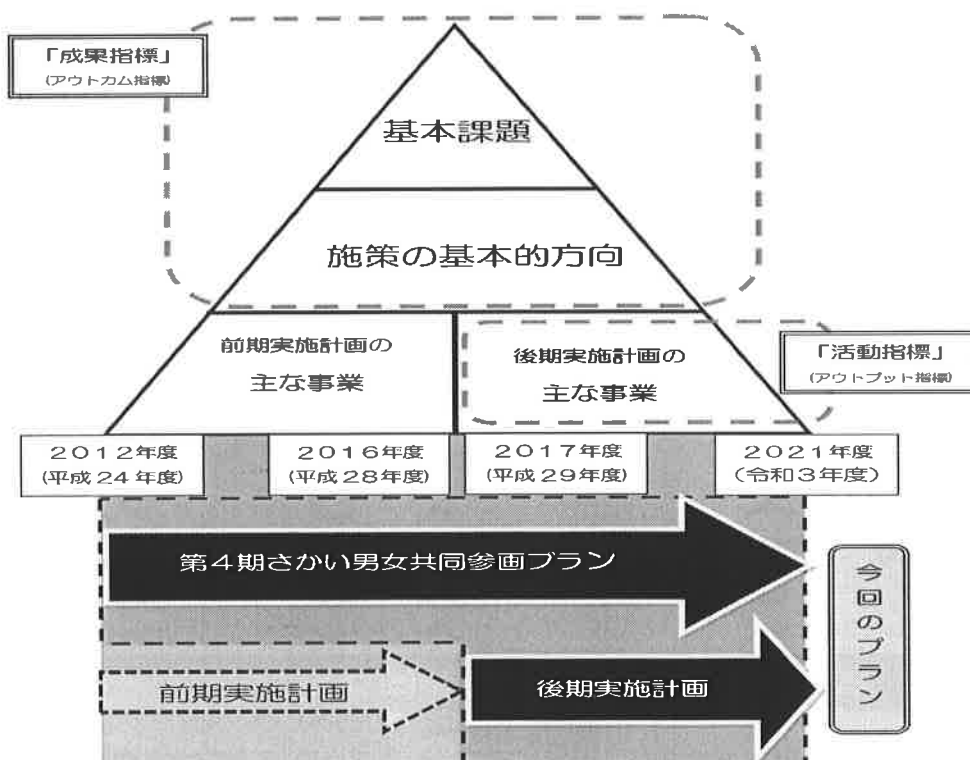 「成果指標」
(アウトカム指標)
基本課題
施策の基本的方向
前期実施計画の
主な事業
後期実施計画の
主な事業
「活動指標」
(アウトプット指標)
2012年度
(平成24年度)
2016年度
(平成28年度)
2017年度
(平成29年度)
2021年度
(令和3年度)
第4期さかい男女共同参画プラン
前期実施計画
後期実施計画
今回のプラン